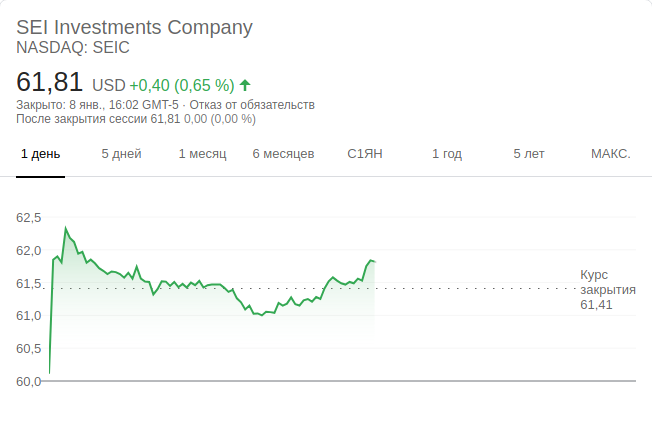 SEI Investments Company
NASDAQ: SEIC
61,81 USD +0,40 (0,65 %)
Закрыто: 8 янв., 16:02 GMT-5 · Отказ от обязательств
После закрытия сессии 61,81 0,00 (0,00 %)
1 день 5 дней 1 месяц 6 месяцев С1ЯН 1 год 5 лет МАКС.
62,5
62,0
61,5
61,0
60,5
60,0
Курс
закрытия
61,41